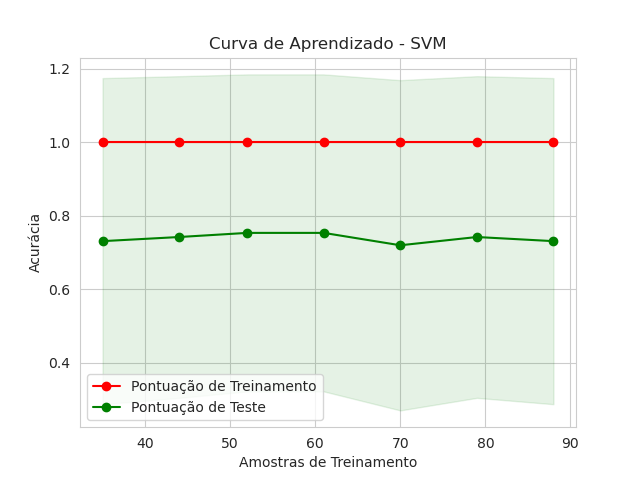 Curva de Aprendizado - SVM
1.2
1.0
0.8
0.6
0.4
Acurácia
Pontuação de Treinamento
Pontuação de Teste
40 50 60 70 80 90
Amostras de Treinamento